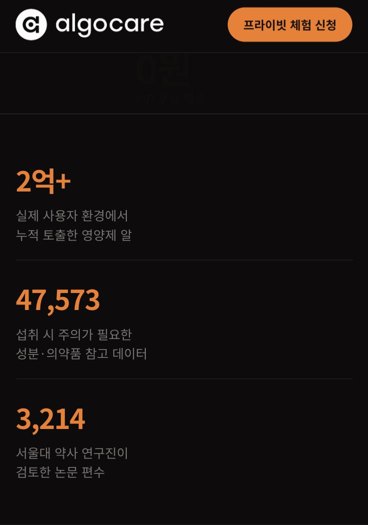 algocare
프라이빗 체험 신청
2억+
실제 사용자 환경에서
누적 토출한 영양제 알
47,573
섭취 시 주의가 필요한
성분·의약품 참고 데이터
3,214
서울대 약사 연구진이
검토한 논문 편수